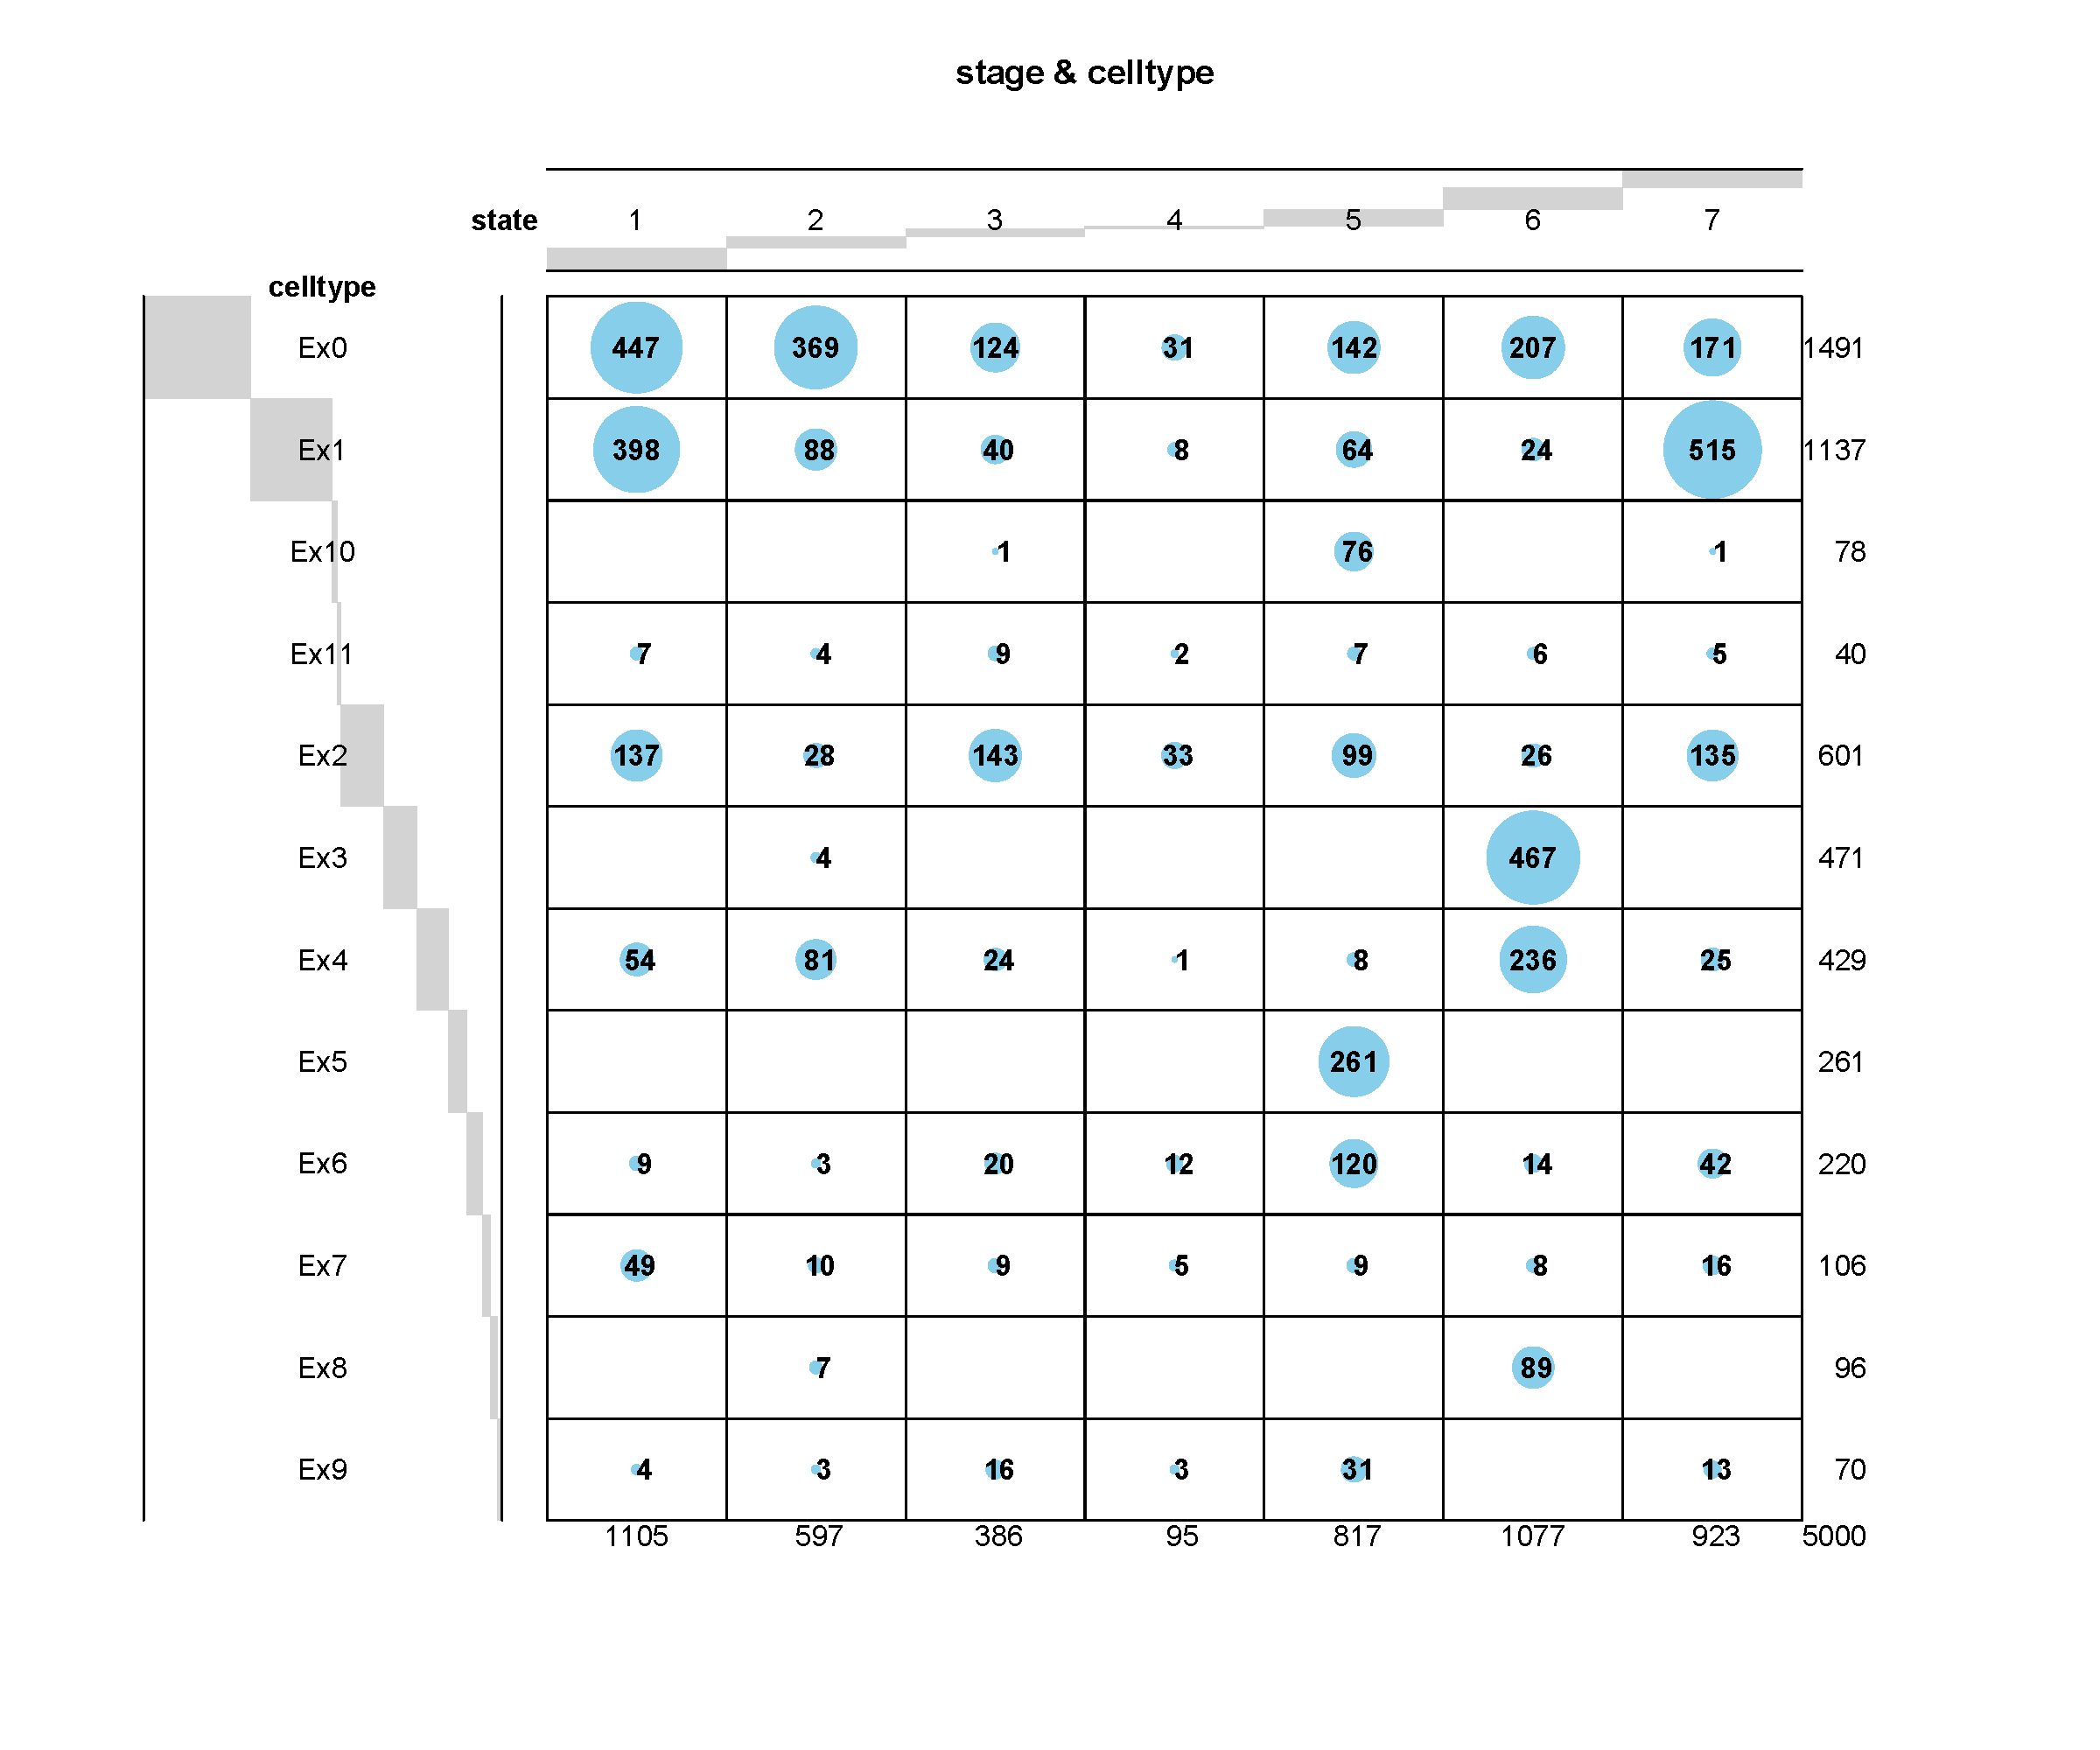 stage & celltype
state 1 2 3 4 5 6 7
celltype
Ex0 447 369 124 31 142 207 171 1491
Ex1 398 88 40 8 64 24 515 1137
Ex10 1 76 1 78
Ex11 7 4 9 2 7 6 5 40
Ex2 137 28 143 33 99 26 135 601
Ex3 4 467 471
Ex4 54 81 24 1 8 236 25 429
Ex5 261 261
Ex6 9 3 20 12 120 14 42 220
Ex7 49 10 9 5 9 8 16 106
Ex8 7 89 96
Ex9 4 3 16 3 31 13 70
1105 597 386 95 817 1077 923 5000